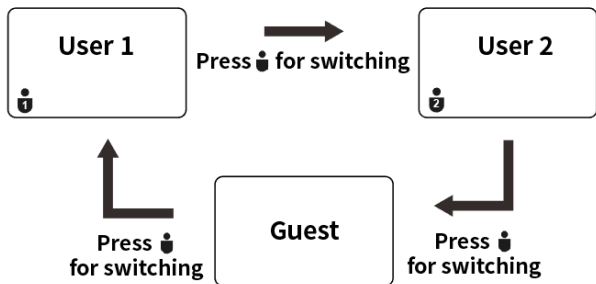 User 1
1
Press for switching
User 2
2
Guest
Press
for switching
Press
for switching